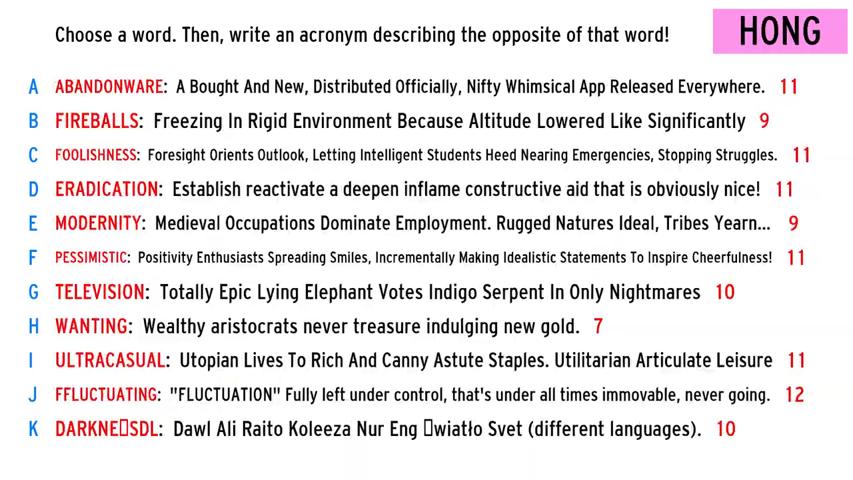 Choose a word. Then, write an acronym describing the opposite of that word! HONG
A ABANDONWARE: A Bought And New, Distributed Officially, Nifty Whimsical App Released Everywhere. 11
B FIREBALLS: Freezing In Rigid Environment Because Altitude Lowered Like Significantly 9
C FOOLISHNESS: Foresight Orients Outlook, Letting Intelligent Students Heed Nearing Emergencies, Stopping Struggles. 11
D ERADICATION: Establish reactivate a deepen inflame constructive aid that is obviously nice! 11
E MODERNITY: Medieval Occupations Dominate Employment. Rugged Natures Ideal, Tribes Yearn... 9
F PESSIMISTIC: Positivity Enthusiasts Spreading Smiles, Incrementally Making Idealistic Statements To Inspire Cheerfulness! 11
G TELEVISION: Totally Epic Lying Elephant Votes Indigo Serpent In Only Nightmares 10
H WANTING: Wealthy aristocrats never treasure indulging new gold. 7
I ULTRACASUAL: Utopian Lives To Rich And Canny Astute Staples. Utilitarian Articulate Leisure 11
J FFLUCTUATING: "FLUCTUATION" Fully left under control, that's under all times immovable, never going. 12
K DARKNE▯SDL: Dawl Ali Raito Koleeza Nur Eng ▯wiatło Svet (different languages). 10